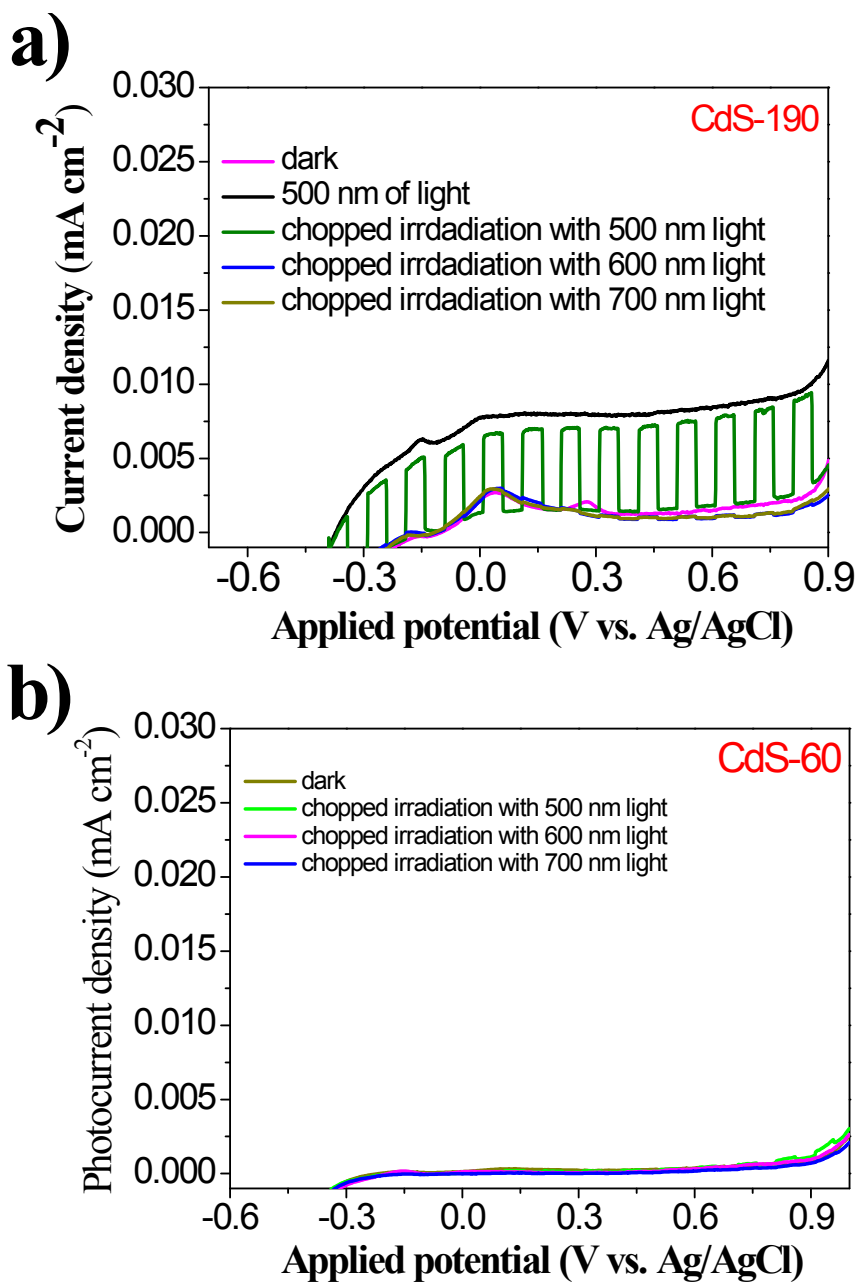 a)
0.030
0.025
0.020
0.015
0.010
0.005
0.000
Current density (mA cm-2)
CdS-190
dark
500 nm of light
chopped irrdadiation with 500 nm light
chopped irrdadiation with 600 nm light
chopped irrdadiation with 700 nm light
-0.6 -0.3 0.0 0.3 0.6 0.9
Applied potential (V vs. Ag/AgCl)
b)
0.030
0.025
0.020
0.015
0.010
0.005
0.000
Photocurrent density (mA cm-2)
CdS-60
dark
chopped irradiation with 500 nm light
chopped irradiation with 600 nm light
chopped irradiation with 700 nm light
-0.6 -0.3 0.0 0.3 0.6 0.9
Applied potential (V vs. Ag/AgCl)